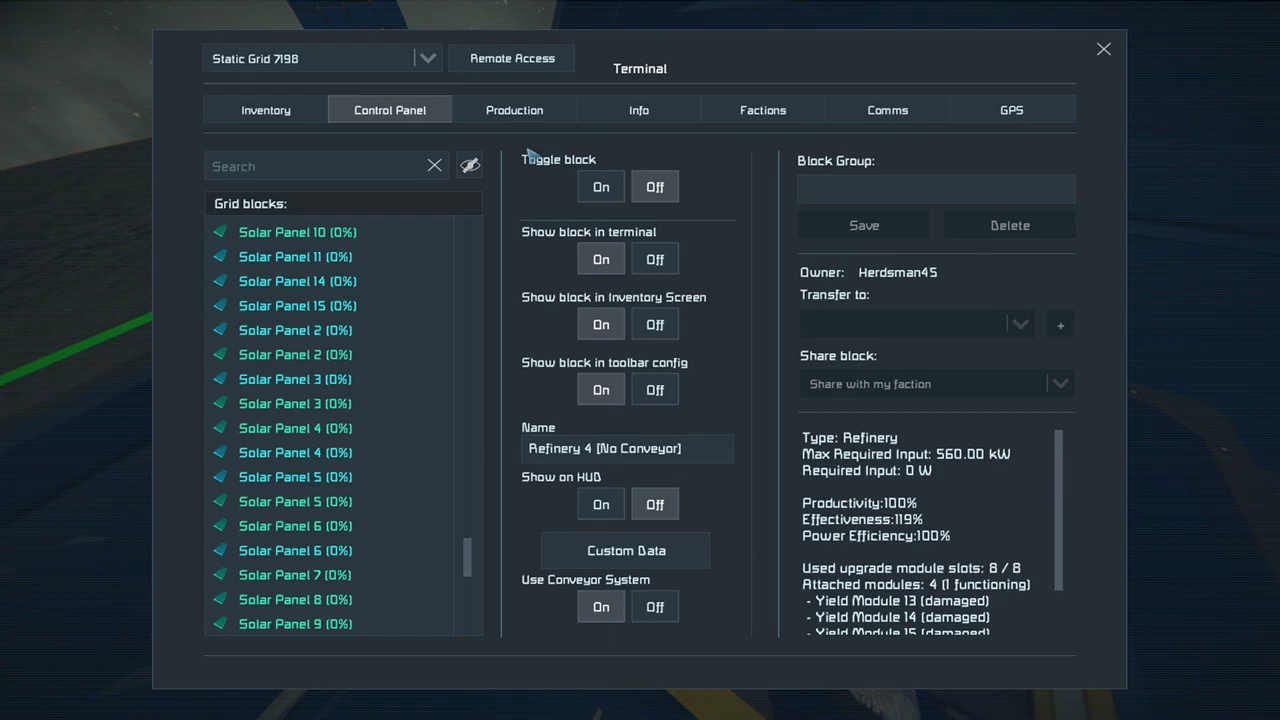 Static Grid 7198
Remote Access
Terminal
Inventory
Control Panel
Production
Info
Factions
Comms
GPS
Search
Grid blocks:
Solar Panel 10 (0%)
Solar Panel 11 (0%)
Solar Panel 14 (0%)
Solar Panel 15 (0%)
Solar Panel 2 (0%)
Solar Panel 2 (0%)
Solar Panel 3 (0%)
Solar Panel 3 (0%)
Solar Panel 4 (0%)
Solar Panel 4 (0%)
Solar Panel 5 (0%)
Solar Panel 5 (0%)
Solar Panel 6 (0%)
Solar Panel 6 (0%)
Solar Panel 7 (0%)
Solar Panel 8 (0%)
Solar Panel 9 (0%)
Toggle block
On Off
Show block in terminal
On Off
Show block in Inventory Screen
On Off
Show block in toolbar config
On Off
Name
Refinery 4 [No Conveyor]
Show on HUD
On Off
Custom Data
Use Conveyor System
On Off
Block Group:
Save Delete
Owner: Herdsman45
Transfer to:
+
Share block:
Share with my faction
Type: Refinery
Max Required Input: 560.00 kW
Required Input: 0 W
Productivity:100%
Effectiveness:119%
Power Efficiency:100%
Used upgrade module slots: 8 / 8
Attached modules: 4 (1 functioning)
- Yield Module 13 (damaged)
- Yield Module 14 (damaged)
- Yield Module 15 (damaged)